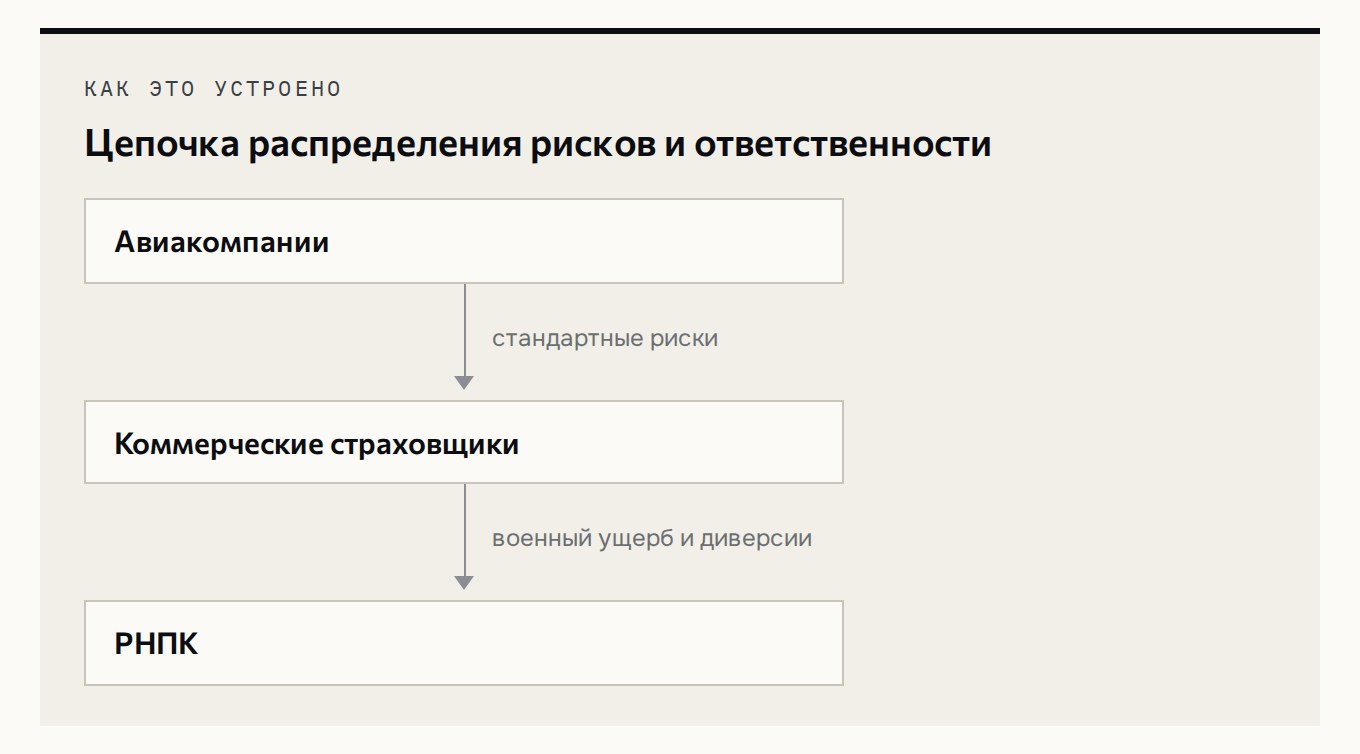 КАК ЭТО УСТРОЕНО
Цепочка распределения рисков и ответственности
Авиакомпании
стандартные риски
Коммерческие страховщики
военный ущерб и диверсии
РНПК